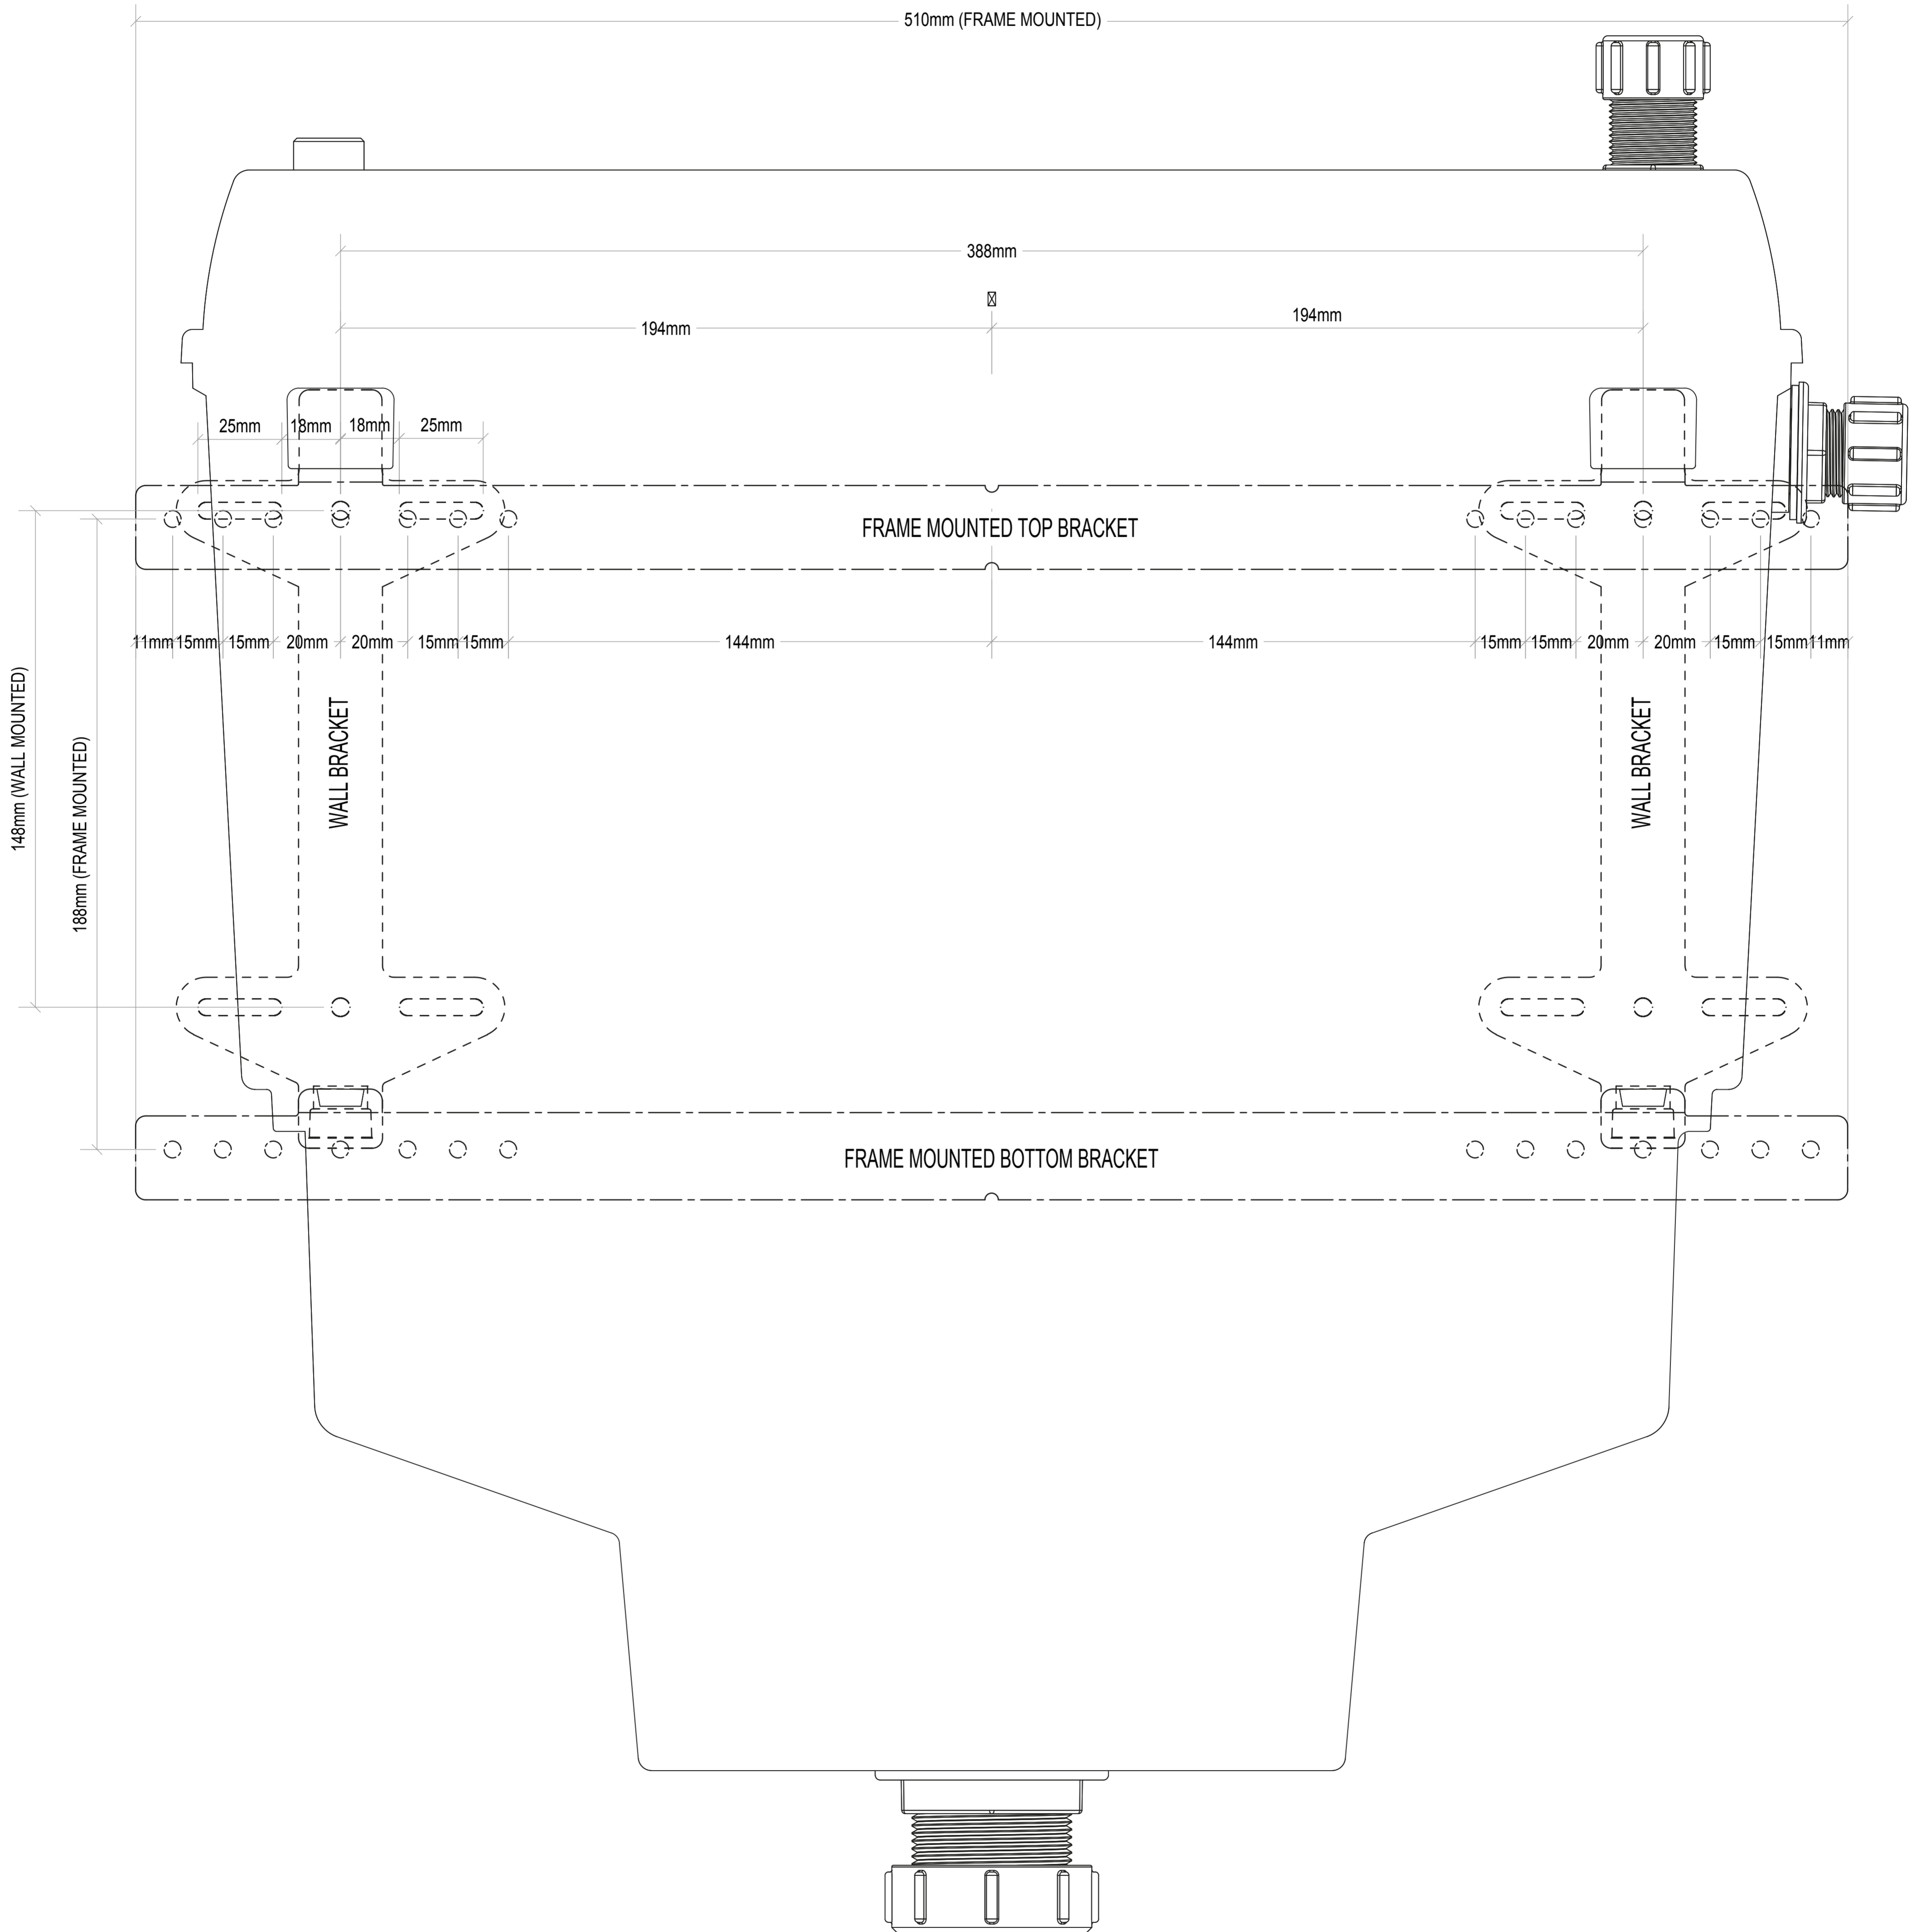 510mm (FRAME MOUNTED)
388mm
194mm
194mm
25mm
18mm
18mm
25mm
FRAME MOUNTED TOP BRACKET
11mm
15mm
15mm
20mm
20mm
15mm
15mm
144mm
144mm
15mm
15mm
20mm
20mm
15mm
15mm
11mm
148mm (WALL MOUNTED)
188mm (FRAME MOUNTED)
WALL BRACKET
WALL BRACKET
FRAME MOUNTED BOTTOM BRACKET